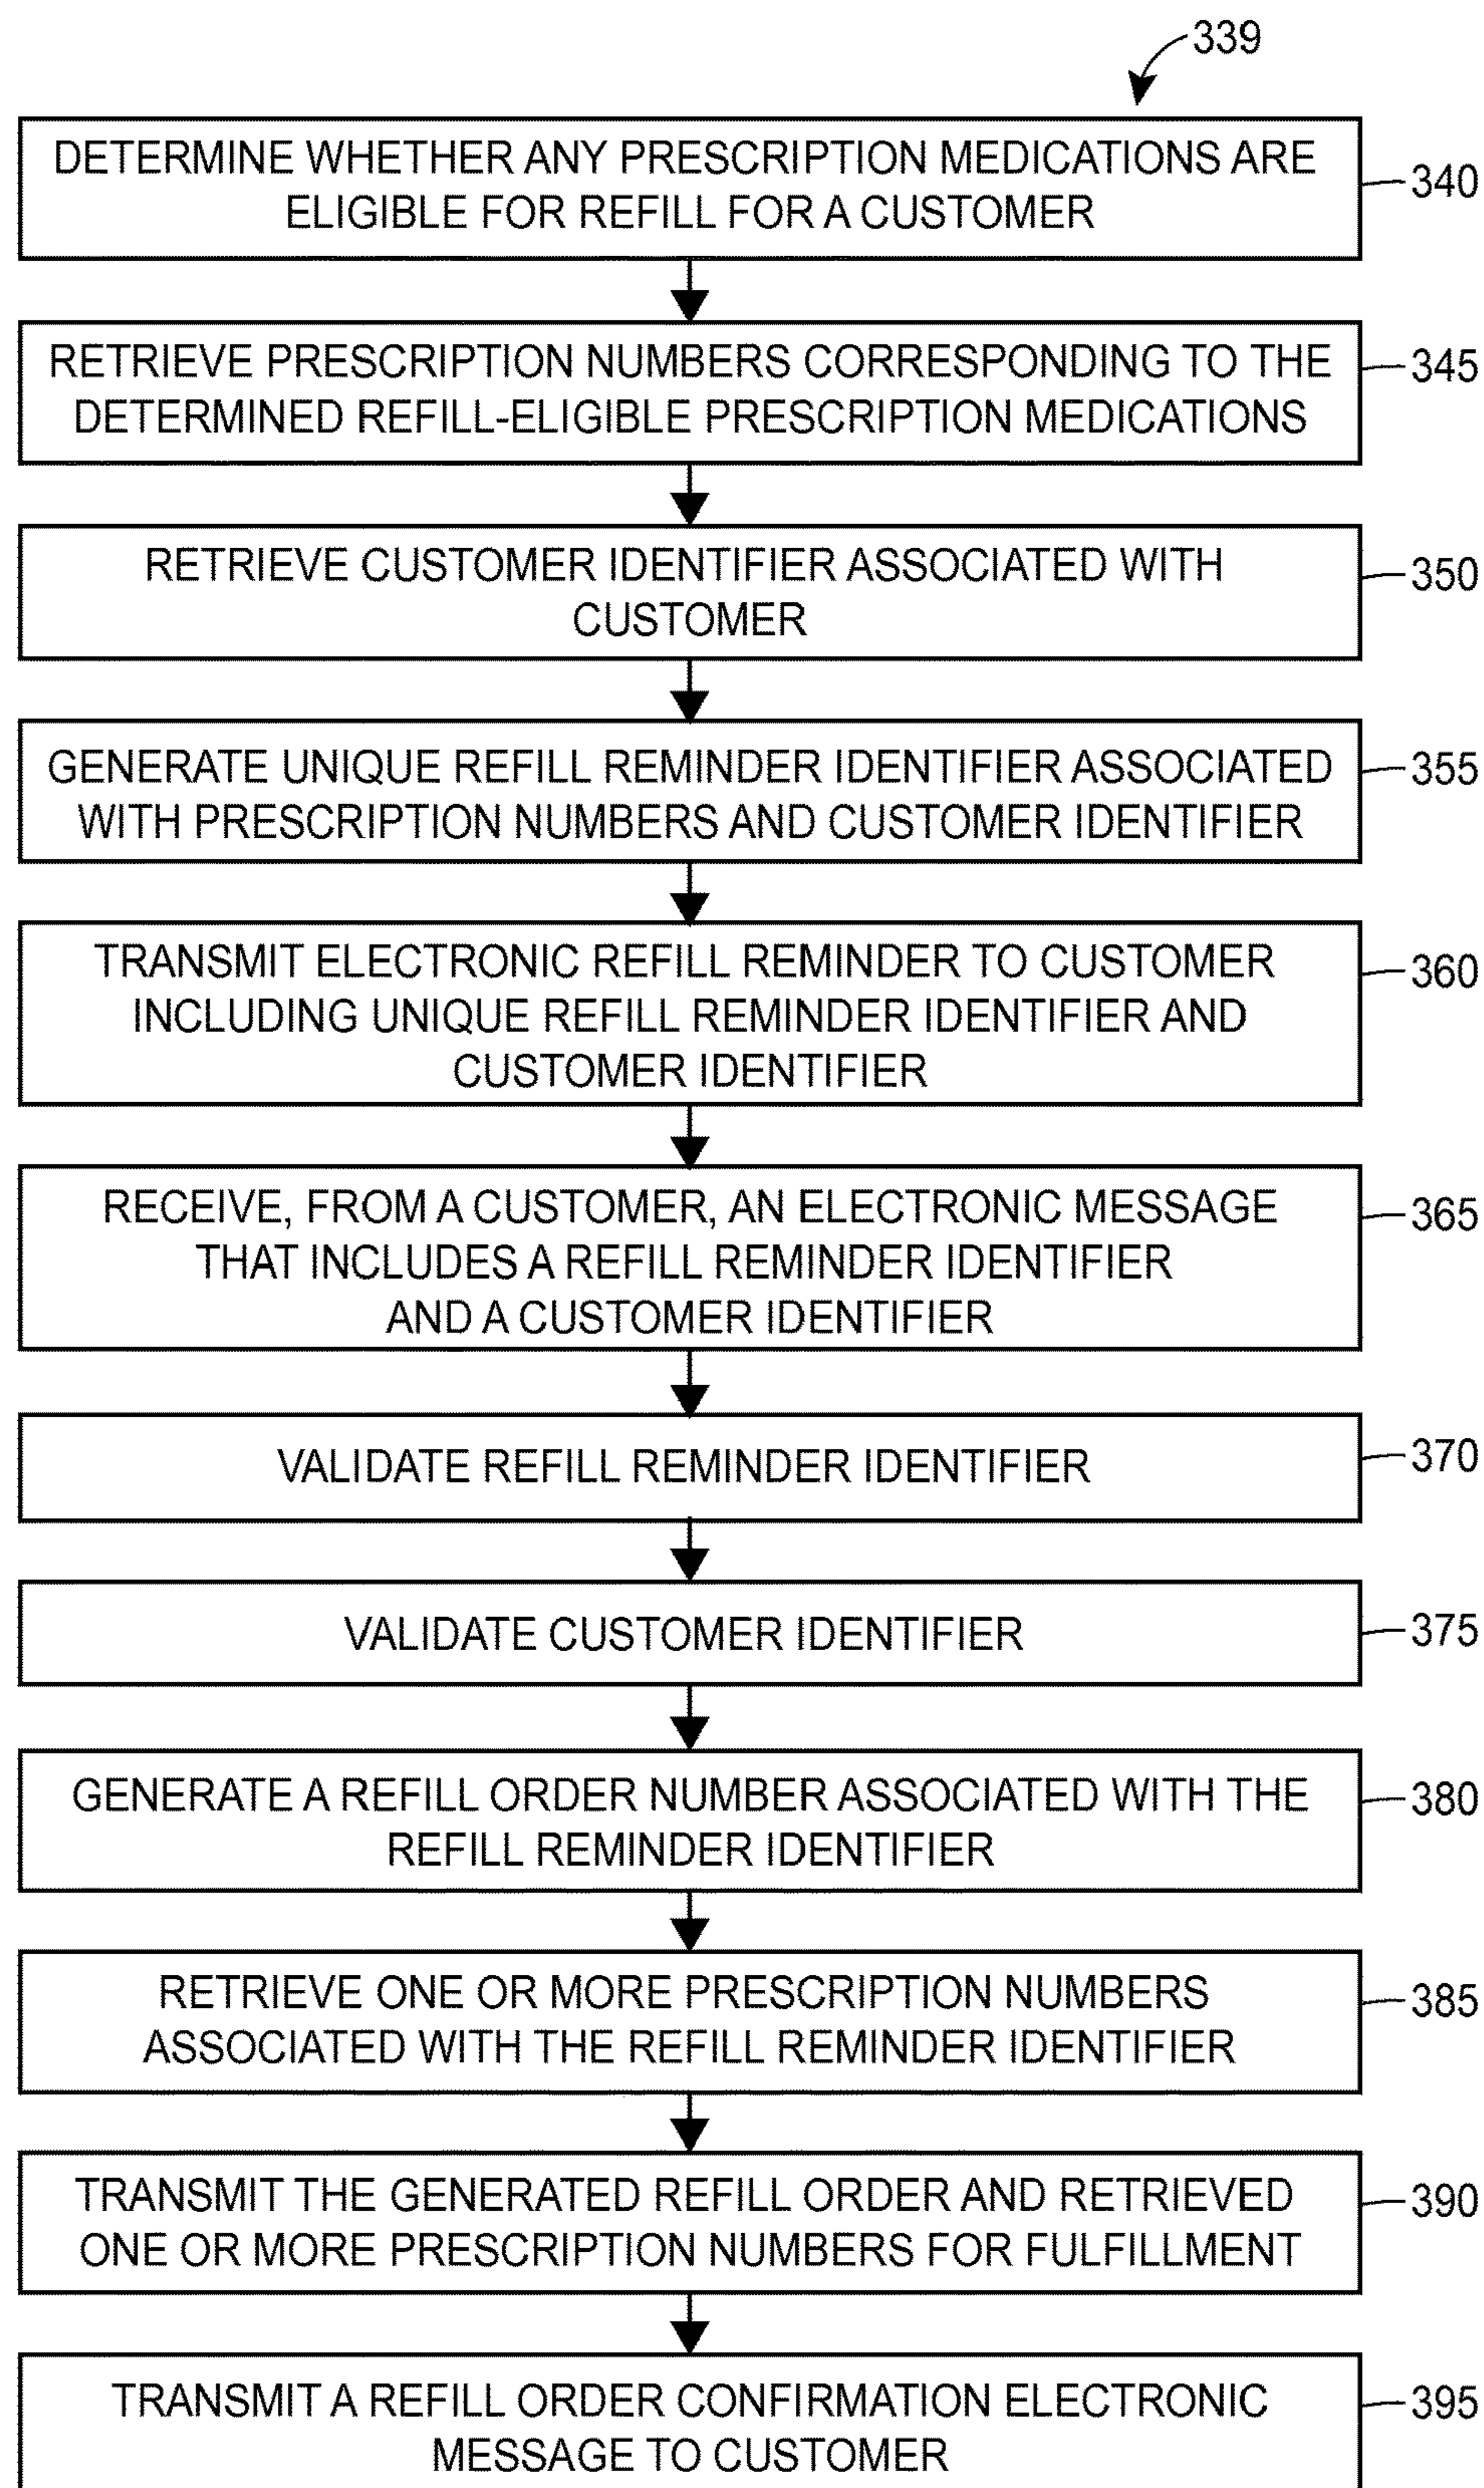 339
DETERMINE WHETHER ANY PRESCRIPTION MEDICATIONS ARE
ELIGIBLE FOR REFILL FOR A CUSTOMER
340
RETRIEVE PRESCRIPTION NUMBERS CORRESPONDING TO THE
DETERMINED REFILL-ELIGIBLE PRESCRIPTION MEDICATIONS
345
RETRIEVE CUSTOMER IDENTIFIER ASSOCIATED WITH
CUSTOMER
350
GENERATE UNIQUE REFILL REMINDER IDENTIFIER ASSOCIATED
WITH PRESCRIPTION NUMBERS AND CUSTOMER IDENTIFIER
355
TRANSMIT ELECTRONIC REFILL REMINDER TO CUSTOMER
INCLUDING UNIQUE REFILL REMINDER IDENTIFIER AND
CUSTOMER IDENTIFIER
360
RECEIVE, FROM A CUSTOMER, AN ELECTRONIC MESSAGE
THAT INCLUDES A REFILL REMINDER IDENTIFIER
AND A CUSTOMER IDENTIFIER
365
VALIDATE REFILL REMINDER IDENTIFIER
370
VALIDATE CUSTOMER IDENTIFIER
375
GENERATE A REFILL ORDER NUMBER ASSOCIATED WITH THE
REFILL REMINDER IDENTIFIER
380
RETRIEVE ONE OR MORE PRESCRIPTION NUMBERS
ASSOCIATED WITH THE REFILL REMINDER IDENTIFIER
385
TRANSMIT THE GENERATED REFILL ORDER AND RETRIEVED
ONE OR MORE PRESCRIPTION NUMBERS FOR FULFILLMENT
390
TRANSMIT A REFILL ORDER CONFIRMATION ELECTRONIC
MESSAGE TO CUSTOMER
395